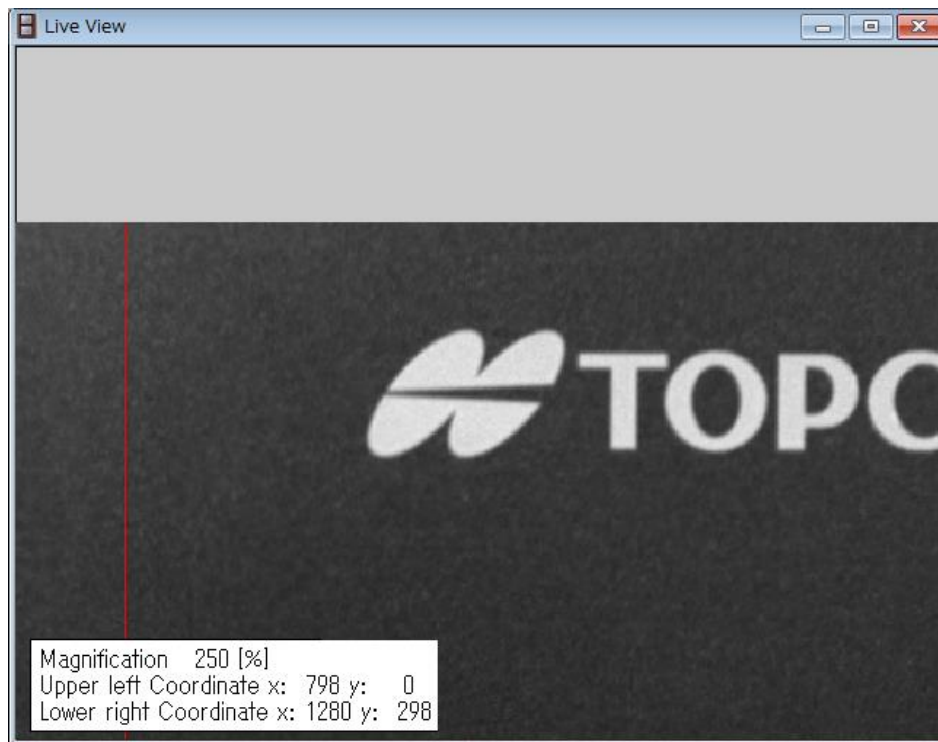 Live View
TOPC
Magnification 250 [%]
Upper left Coordinate x: 798 y: 0
Lower right Coordinate x: 1280 y: 298